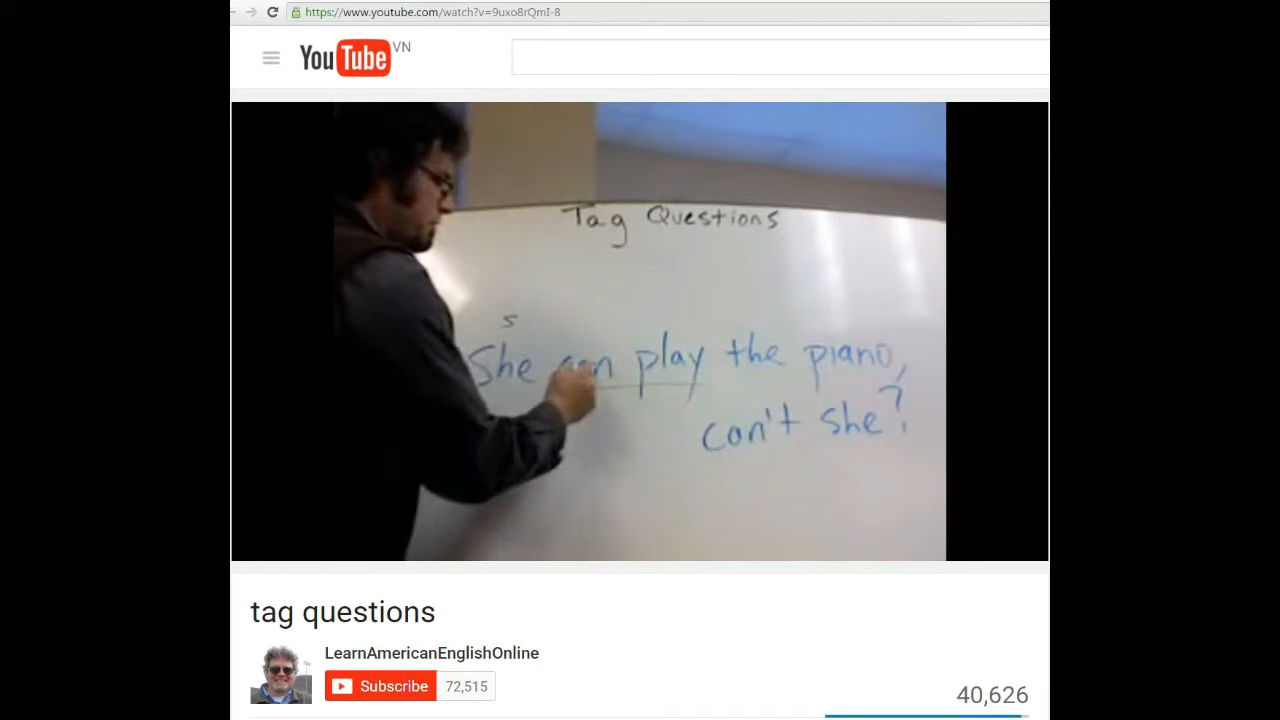 https://www.youtube.com/watch?v=9uxo8rQmI-8
YouTube VN
Tag Questions
s
She can play the piano,
can't she?
tag questions
LearnAmericanEnglishOnline
Subscribe 72,515
40,626